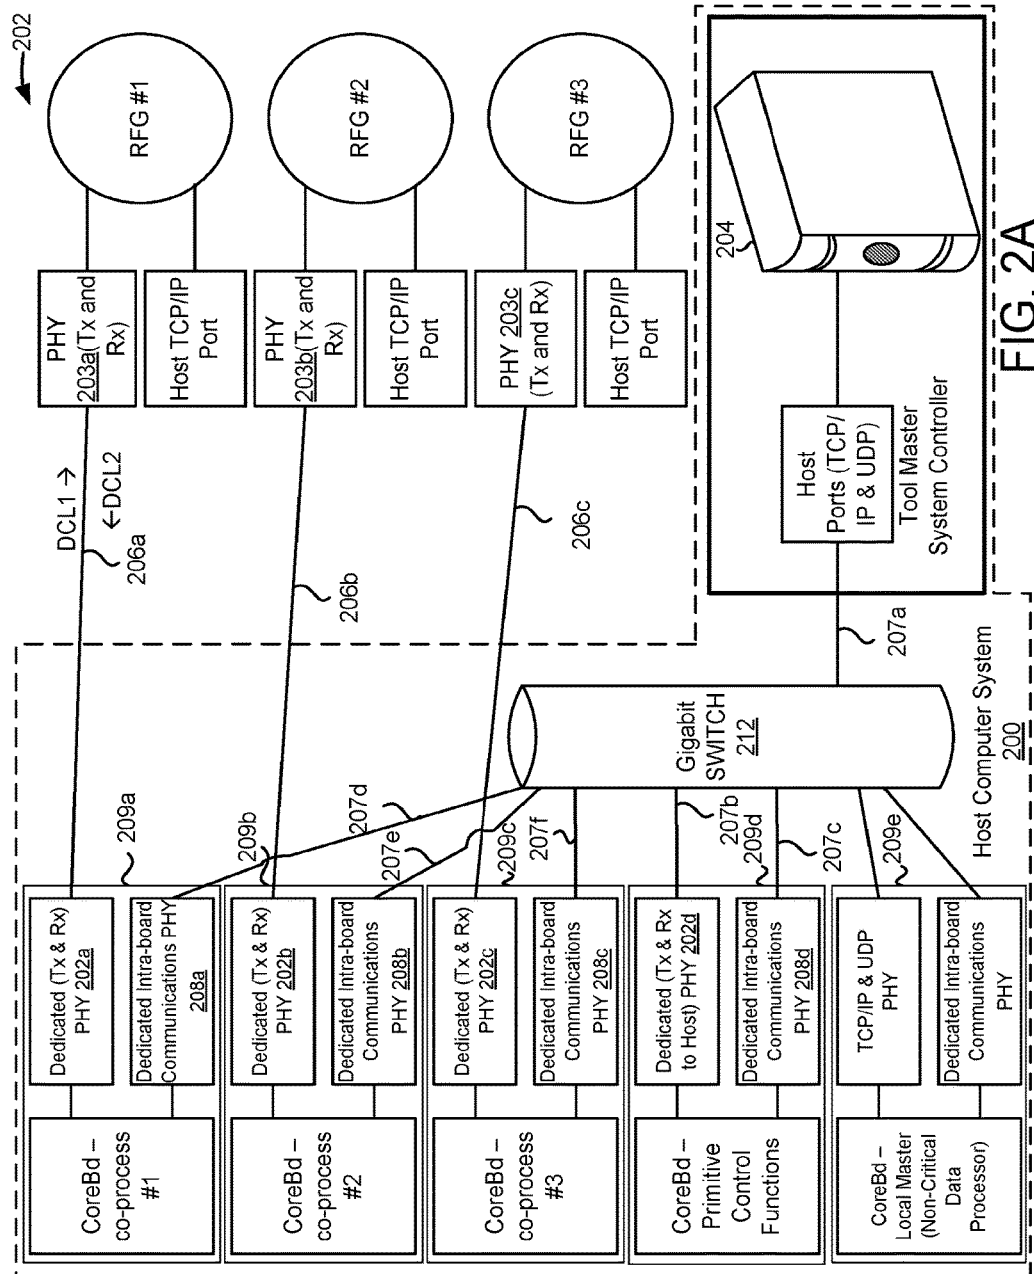 202
RFG #1
RFG #2
RFG #3
PHY
203a(Tx and
Rx)
Host TCP/IP
Port
PHY
203b(Tx and
Rx)
Host TCP/IP
Port
PHY 203c
(Tx and Rx)
Host TCP/IP
Port
DCL1 →
←DCL2
206a
206b
206c
204
Host
Ports (TCP/
IP & UDP)
Tool Master
System Controller
207a
Gigabit
SWITCH
212
Host Computer System
200
209a
207d
209b
207e
209c
207f
207b
209d
207c
209e
Dedicated (Tx & Rx)
PHY 202a
Dedicated Intra-board
Communications PHY
208a
Dedicated (Tx & Rx)
PHY 202b
Dedicated Intra-board
Communications
PHY 208b
Dedicated (Tx & Rx)
PHY 202c
Dedicated Intra-board
Communications
PHY 208c
Dedicated (Tx & Rx
to Host) PHY 202d
Dedicated Intra-board
Communications
PHY 208d
TCP/IP & UDP
PHY
Dedicated Intra-board
Communications
PHY
CoreBd –
co-process
#1
CoreBd –
co-process
#2
CoreBd –
co-process
#3
CoreBd –
Primitive
Control
Functions
CoreBd –
Local Master
(Non-Critical
Data
Processor)
FIG. 2A